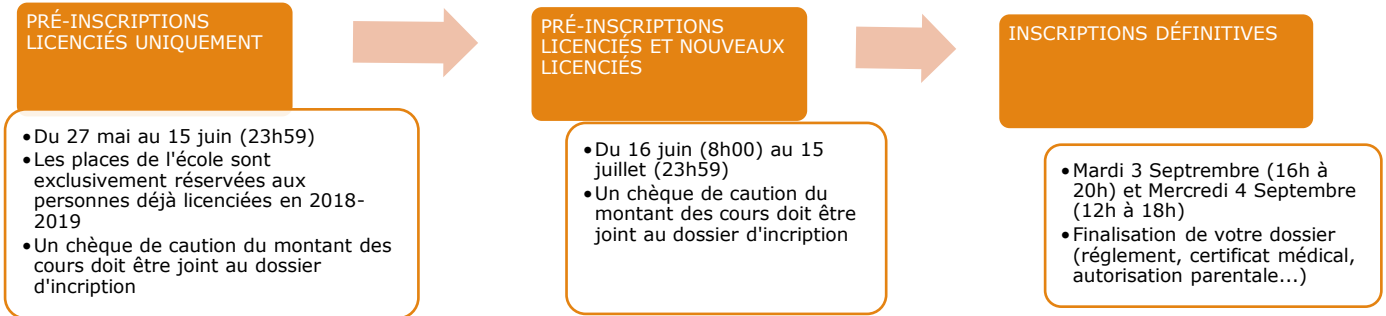 PRÉ-INSCRIPTIONS
LICENCIÉS UNIQUEMENT
•Du 27 mai au 15 juin (23h59)
•Les places de l'école sont
exclusivement réservées aux
personnes déjà licenciées en 2018-
2019
•Un chèque de caution du montant des
cours doit être joint au dossier
d'incription
PRÉ-INSCRIPTIONS
LICENCIÉS ET NOUVEAUX
LICENCIÉS
•Du 16 juin (8h00) au 15
juillet (23h59)
•Un chèque de caution du
montant des cours doit être
joint au dossier d'incription
INSCRIPTIONS DÉFINITIVES
•Mardi 3 Septrembre (16h à
20h) et Mercredi 4 Septembre
(12h à 18h)
•Finalisation de votre dossier
(réglement, certificat médical,
autorisation parentale...)